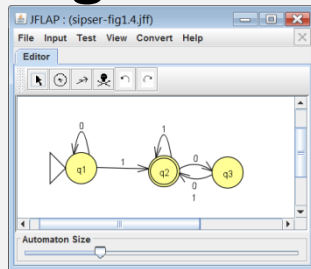 JFLAP : (sipser-fig1.4.jff)
File Input Test View Convert Help
Editor
0
1
1
0
0
1
q1
q2
q3
Automaton Size